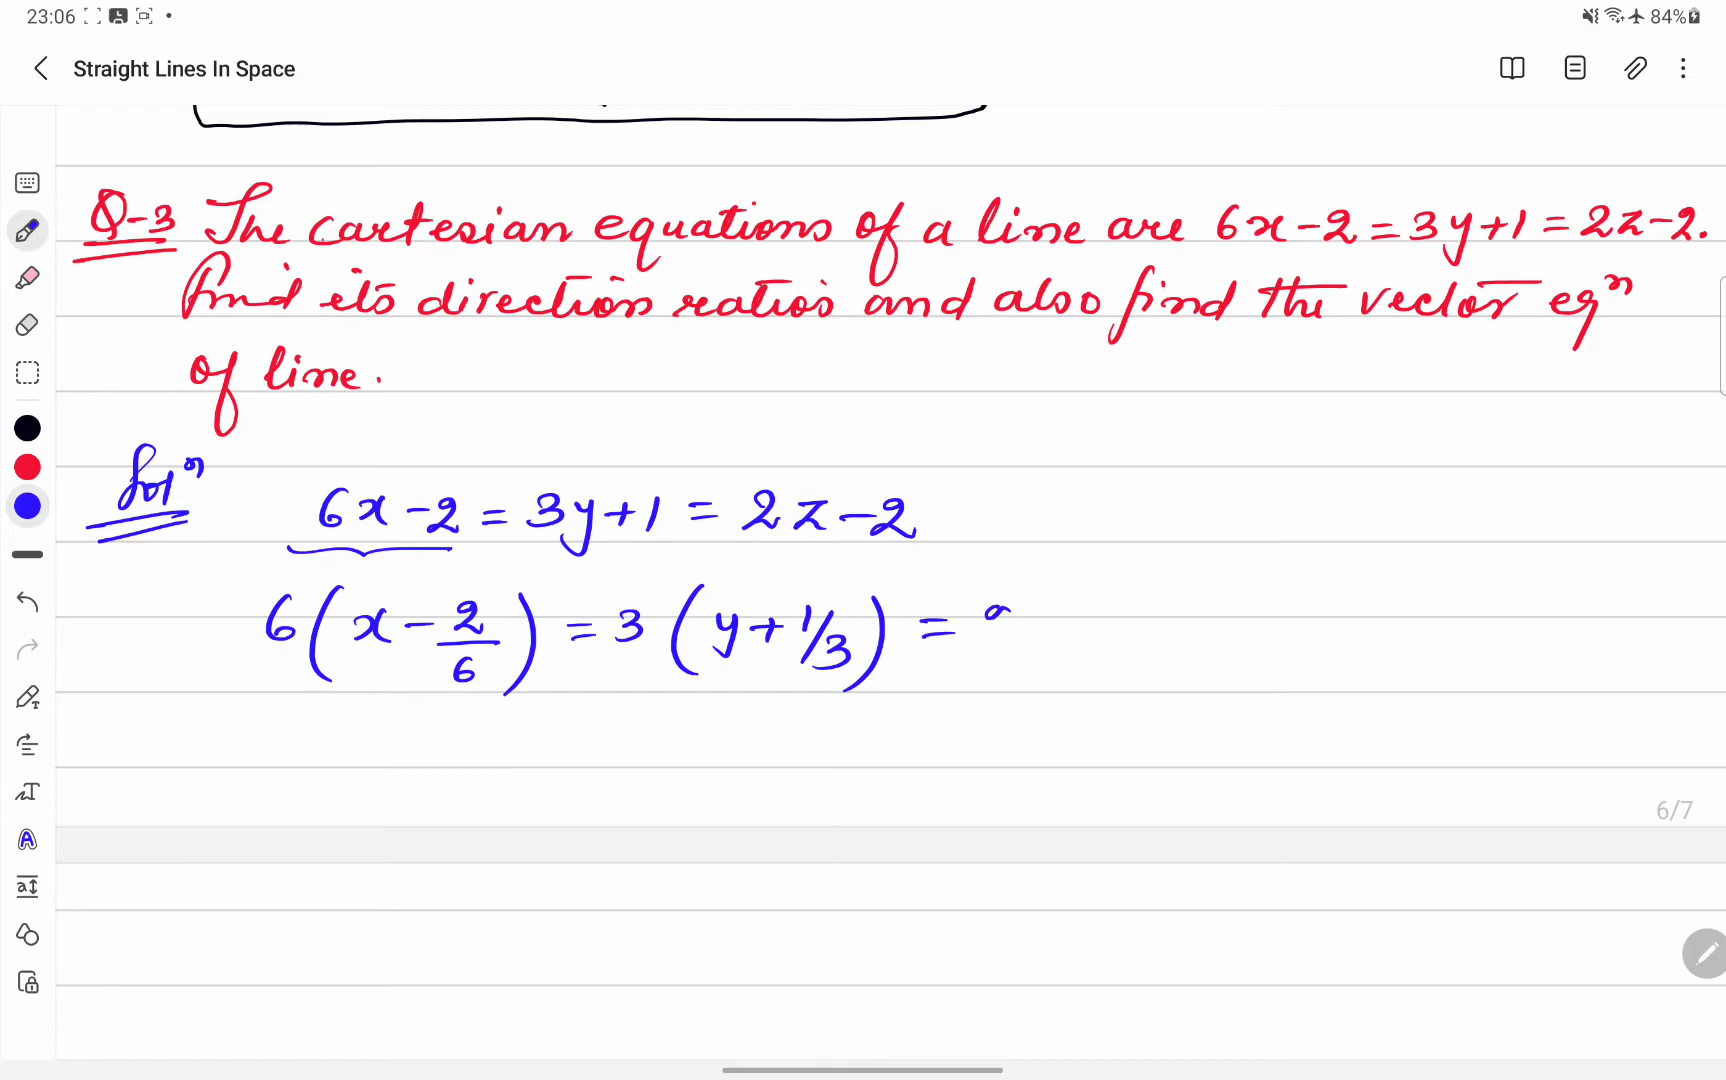 23:06 84%
Straight Lines In Space
Q-3 The cartesian equations of a line are 6x-2=3y+1=2z-2.
find its direction ratios and also find the vector eqⁿ
of line.
Solⁿ
6x-2=3y+1=2z-2
6(x-2/6)=3(y+1/3)=
6/7